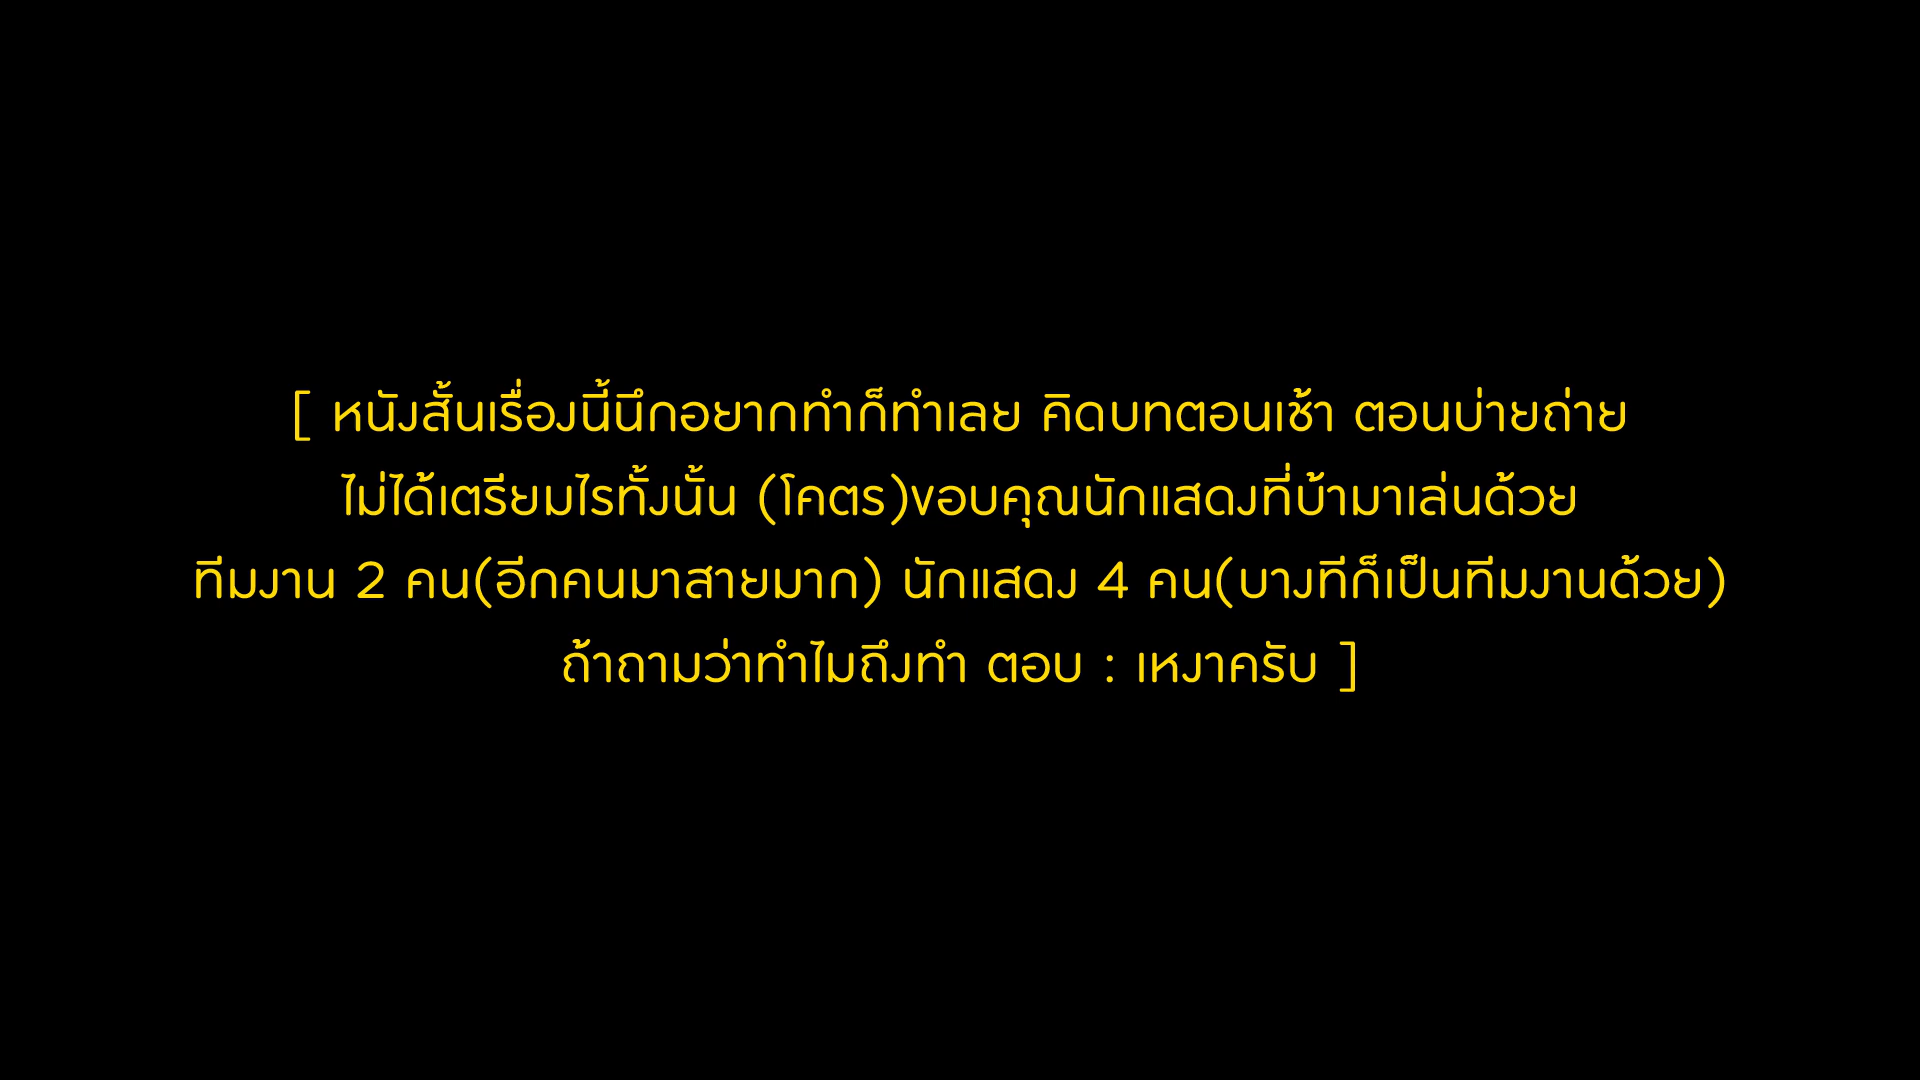 [ หนังสั้นเรื่องนี้นึกอยากทำก็ทำเลย คิดบทตอนเช้า ตอนบ่ายถ่าย
ไม่ได้เตรียมไรทั้งนั้น (โคตร)ขอบคุณนักแสดงที่บ้ามาเล่นด้วย
ทีมงาน 2 คน(อีกคนมาสายมาก) นักแสดง 4 คน(บางทีก็เป็นทีมงานด้วย)
ถ้าถามว่าทำไมถึงทำ ตอบ : เหงาครับ ]